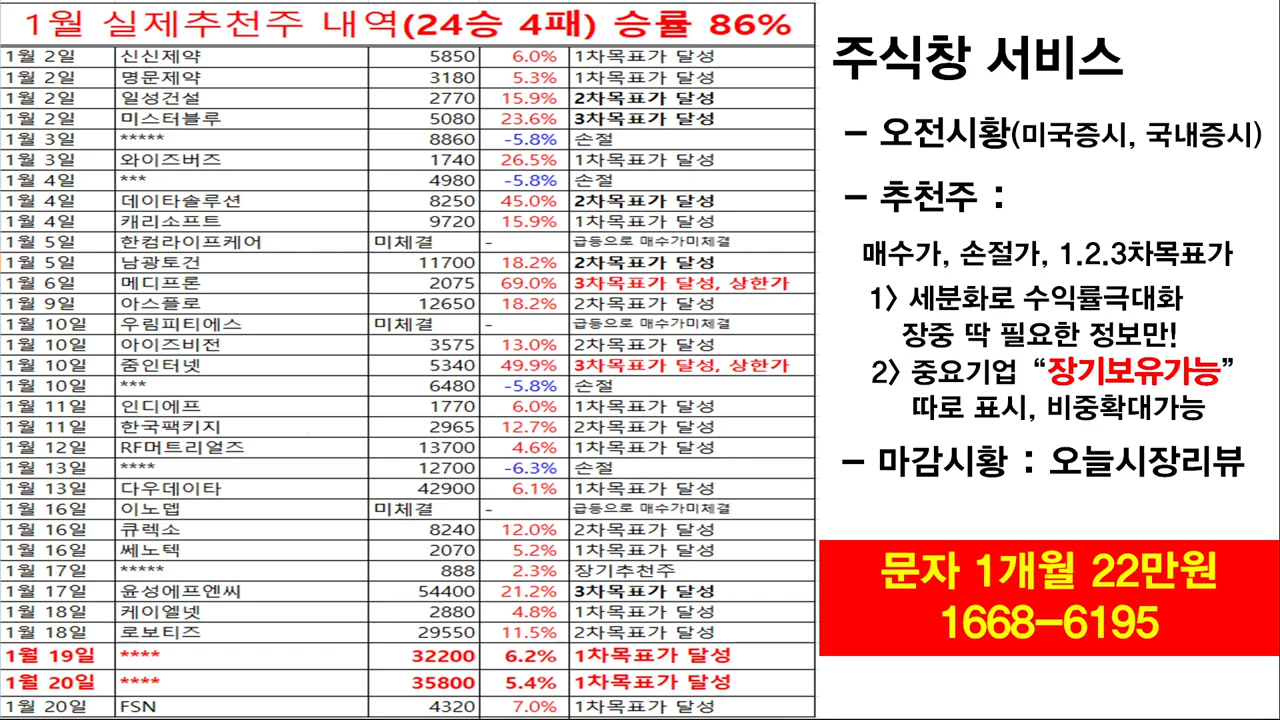 1월 실제추천주 내역(24승 4패) 승률 86%
1월 2일 신신제약 5850 6.0% 1차목표가 달성
1월 2일 명문제약 3180 5.3% 1차목표가 달성
1월 2일 일성건설 2770 15.9% 2차목표가 달성
1월 2일 미스터블루 5080 23.6% 3차목표가 달성
1월 3일 ***** 8860 -5.8% 손절
1월 3일 와이즈버즈 1740 26.5% 1차목표가 달성
1월 4일 *** 4980 -5.8% 손절
1월 4일 데이타솔루션 8250 45.0% 2차목표가 달성
1월 4일 캐리소프트 9720 15.9% 1차목표가 달성
1월 5일 한컴라이프케어 미체결 - 급등으로 매수가미체결
1월 5일 남광토건 11700 18.2% 2차목표가 달성
1월 6일 메디프론 2075 69.0% 3차목표가 달성, 상한가
1월 9일 아스플로 12650 18.2% 2차목표가 달성
1월 10일 우림피티에스 미체결 - 급등으로 매수가미체결
1월 10일 아이즈비전 3575 13.0% 2차목표가 달성
1월 10일 줌인터넷 5340 49.9% 3차목표가 달성, 상한가
1월 10일 *** 6480 -5.8% 손절
1월 11일 인디에프 1770 6.0% 1차목표가 달성
1월 11일 한국팩키지 2965 12.7% 2차목표가 달성
1월 12일 RF머트리얼즈 13700 4.6% 1차목표가 달성
1월 13일 **** 12700 -6.3% 손절
1월 13일 다우데이타 42900 6.1% 1차목표가 달성
1월 16일 이노뎁 미체결 - 급등으로 매수가미체결
1월 16일 큐렉소 8240 12.0% 2차목표가 달성
1월 16일 쎄노텍 2070 5.2% 1차목표가 달성
1월 17일 ***** 888 2.3% 장기추천주
1월 17일 윤성에프앤씨 54400 21.2% 3차목표가 달성
1월 18일 케이엘넷 2880 4.8% 1차목표가 달성
1월 18일 로보티즈 29550 11.5% 2차목표가 달성
1월 19일 **** 32200 6.2% 1차목표가 달성
1월 20일 **** 35800 5.4% 1차목표가 달성
1월 20일 FSN 4320 7.0% 1차목표가 달성
주식창 서비스
- 오전시황(미국증시, 국내증시)
- 추천주 :
매수가, 손절가, 1.2.3차목표가
1) 세분화로 수익률극대화
장중 딱 필요한 정보만!
2) 중요기업 “장기보유가능”
따로 표시, 비중확대가능
- 마감시황 : 오늘시장리뷰
문자 1개월 22만원
1668-6195